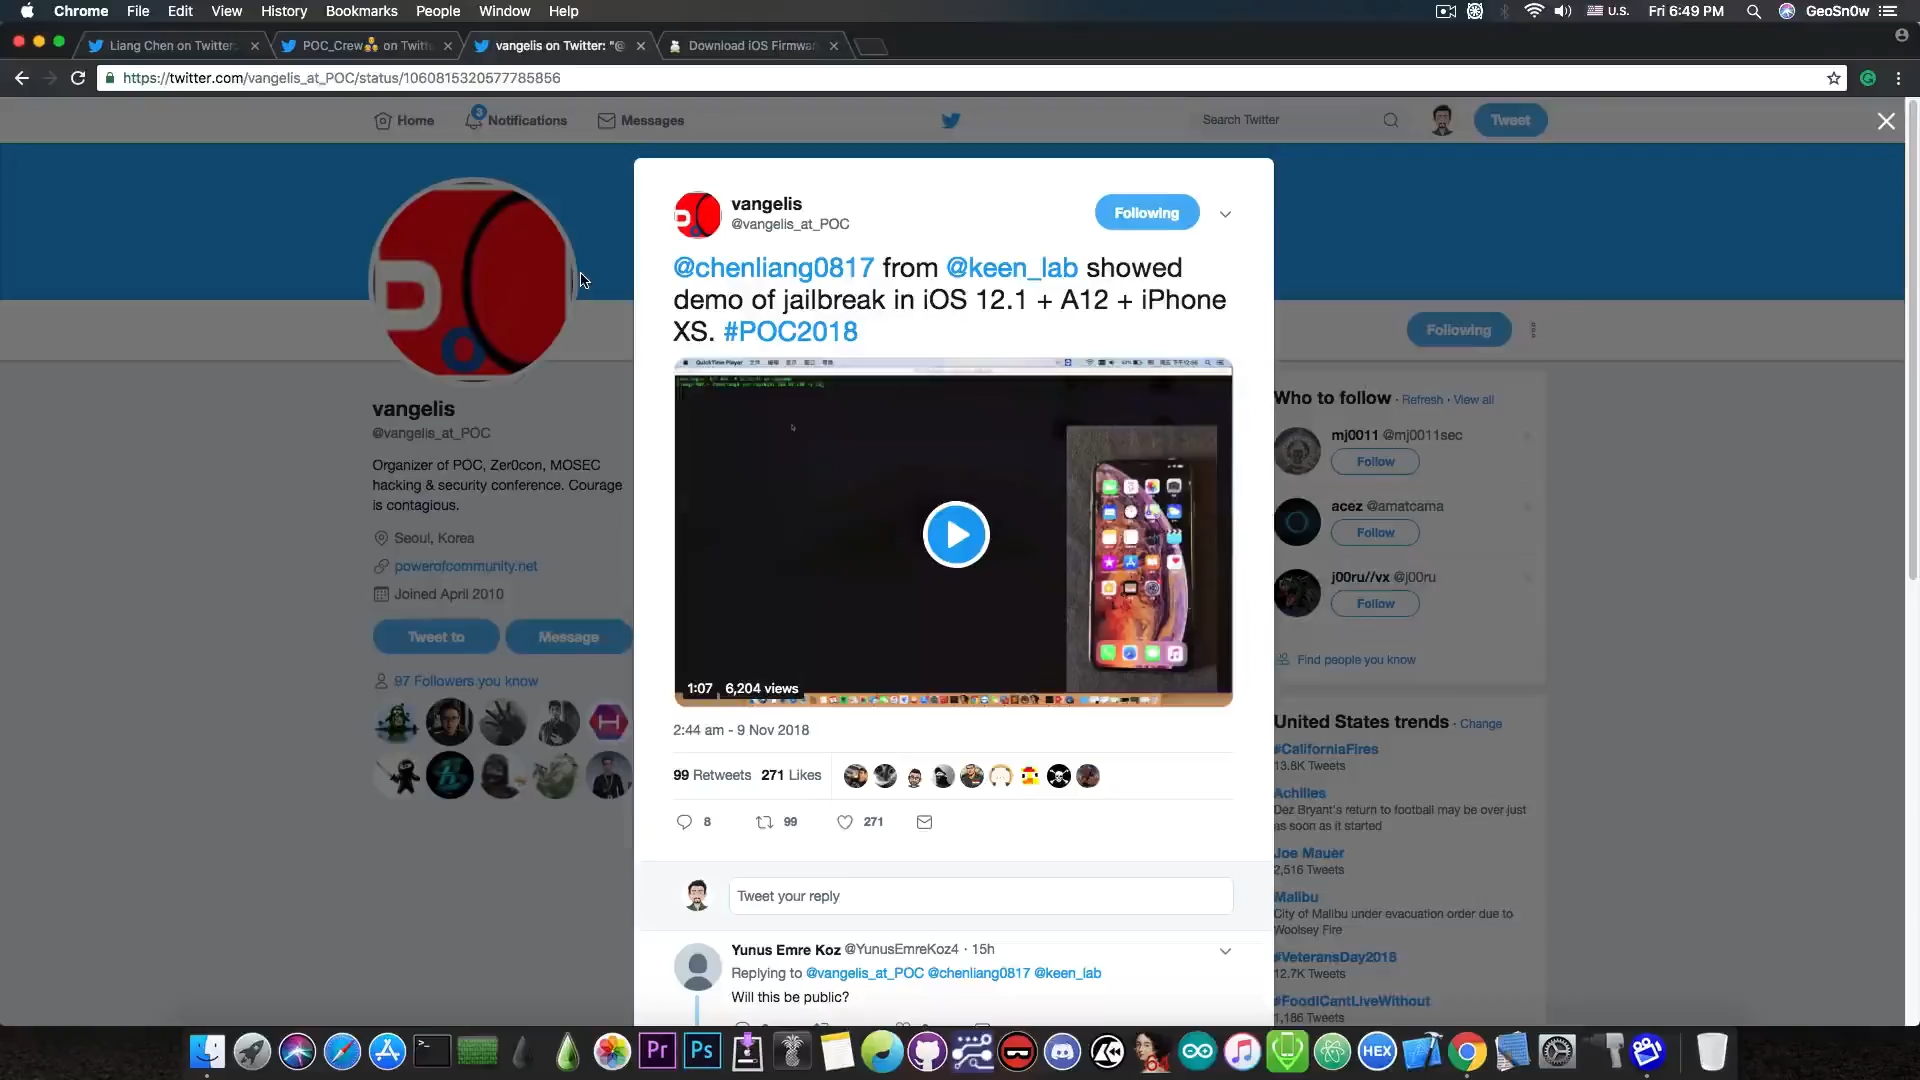 Chrome File Edit View History Bookmarks People Window Help
U.S. Fri 6:49 PM GeoSn0w
Liang Chen on Twitter:
POC_Crew on Twitt
vangelis on Twitter: "@
Download iOS Firmwar
https://twitter.com/vangelis_at_POC/status/1060815320577785856
Home
3
Notifications
Messages
Search Twitter
Tweet
vangelis
@vangelis_at_POC
Following
@chenliang0817 from @keen_lab showed
demo of jailbreak in iOS 12.1 + A12 + iPhone
XS. #POC2018
Following
vangelis
@vangelis_at_POC
Organizer of POC, Zer0con, MOSEC
hacking & security conference. Courage
is contagious.
Seoul, Korea
powerofcommunity.net
Joined April 2010
Tweet to
Message
97 Followers you know
QuickTime Player
1:07 6,204 views
2:44 am - 9 Nov 2018
99 Retweets 271 Likes
8
99
271
Tweet your reply
Yunus Emre Koz @YunusEmreKoz4 · 15h
Replying to @vangelis_at_POC @chenliang0817 @keen_lab
Will this be public?
Who to follow · Refresh · View all
mj0011 @mj0011sec
Follow
acez @amatcama
Follow
j00ru//vx @j00ru
Follow
Find people you know
United States trends · Change
#CaliforniaFires
13.8K Tweets
Achilles
Dez Bryant's return to football may be over just
as soon as it started
Joe Mauer
2,516 Tweets
Malibu
City of Malibu under evacuation order due to
Woolsey Fire
#VeteransDay2018
12.7K Tweets
#FoodICantLiveWithout
1,186 Tweets
Pr
Ps
64
HEX